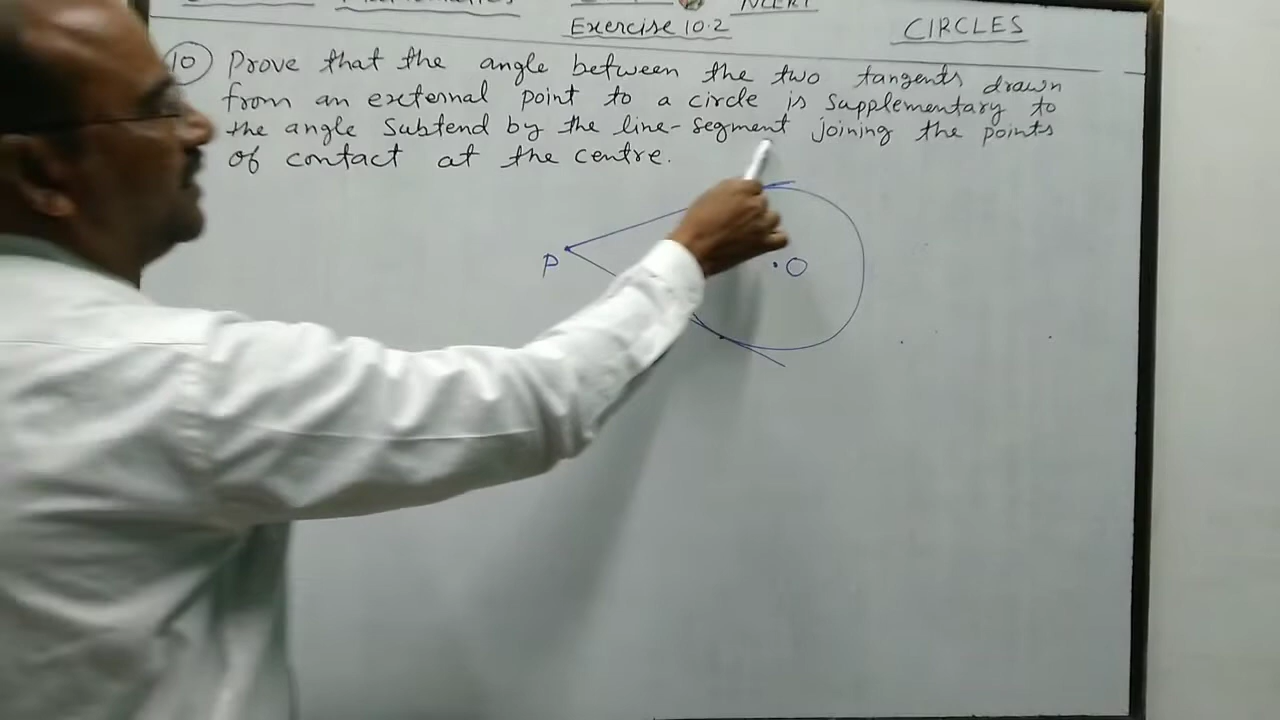 NCERT
Exercise 10.2
CIRCLES
10 Prove that the angle between the two tangents drawn
from an external point to a circle is supplementary to
the angle subtend by the line-segment joining the points
of contact at the centre.
P
O